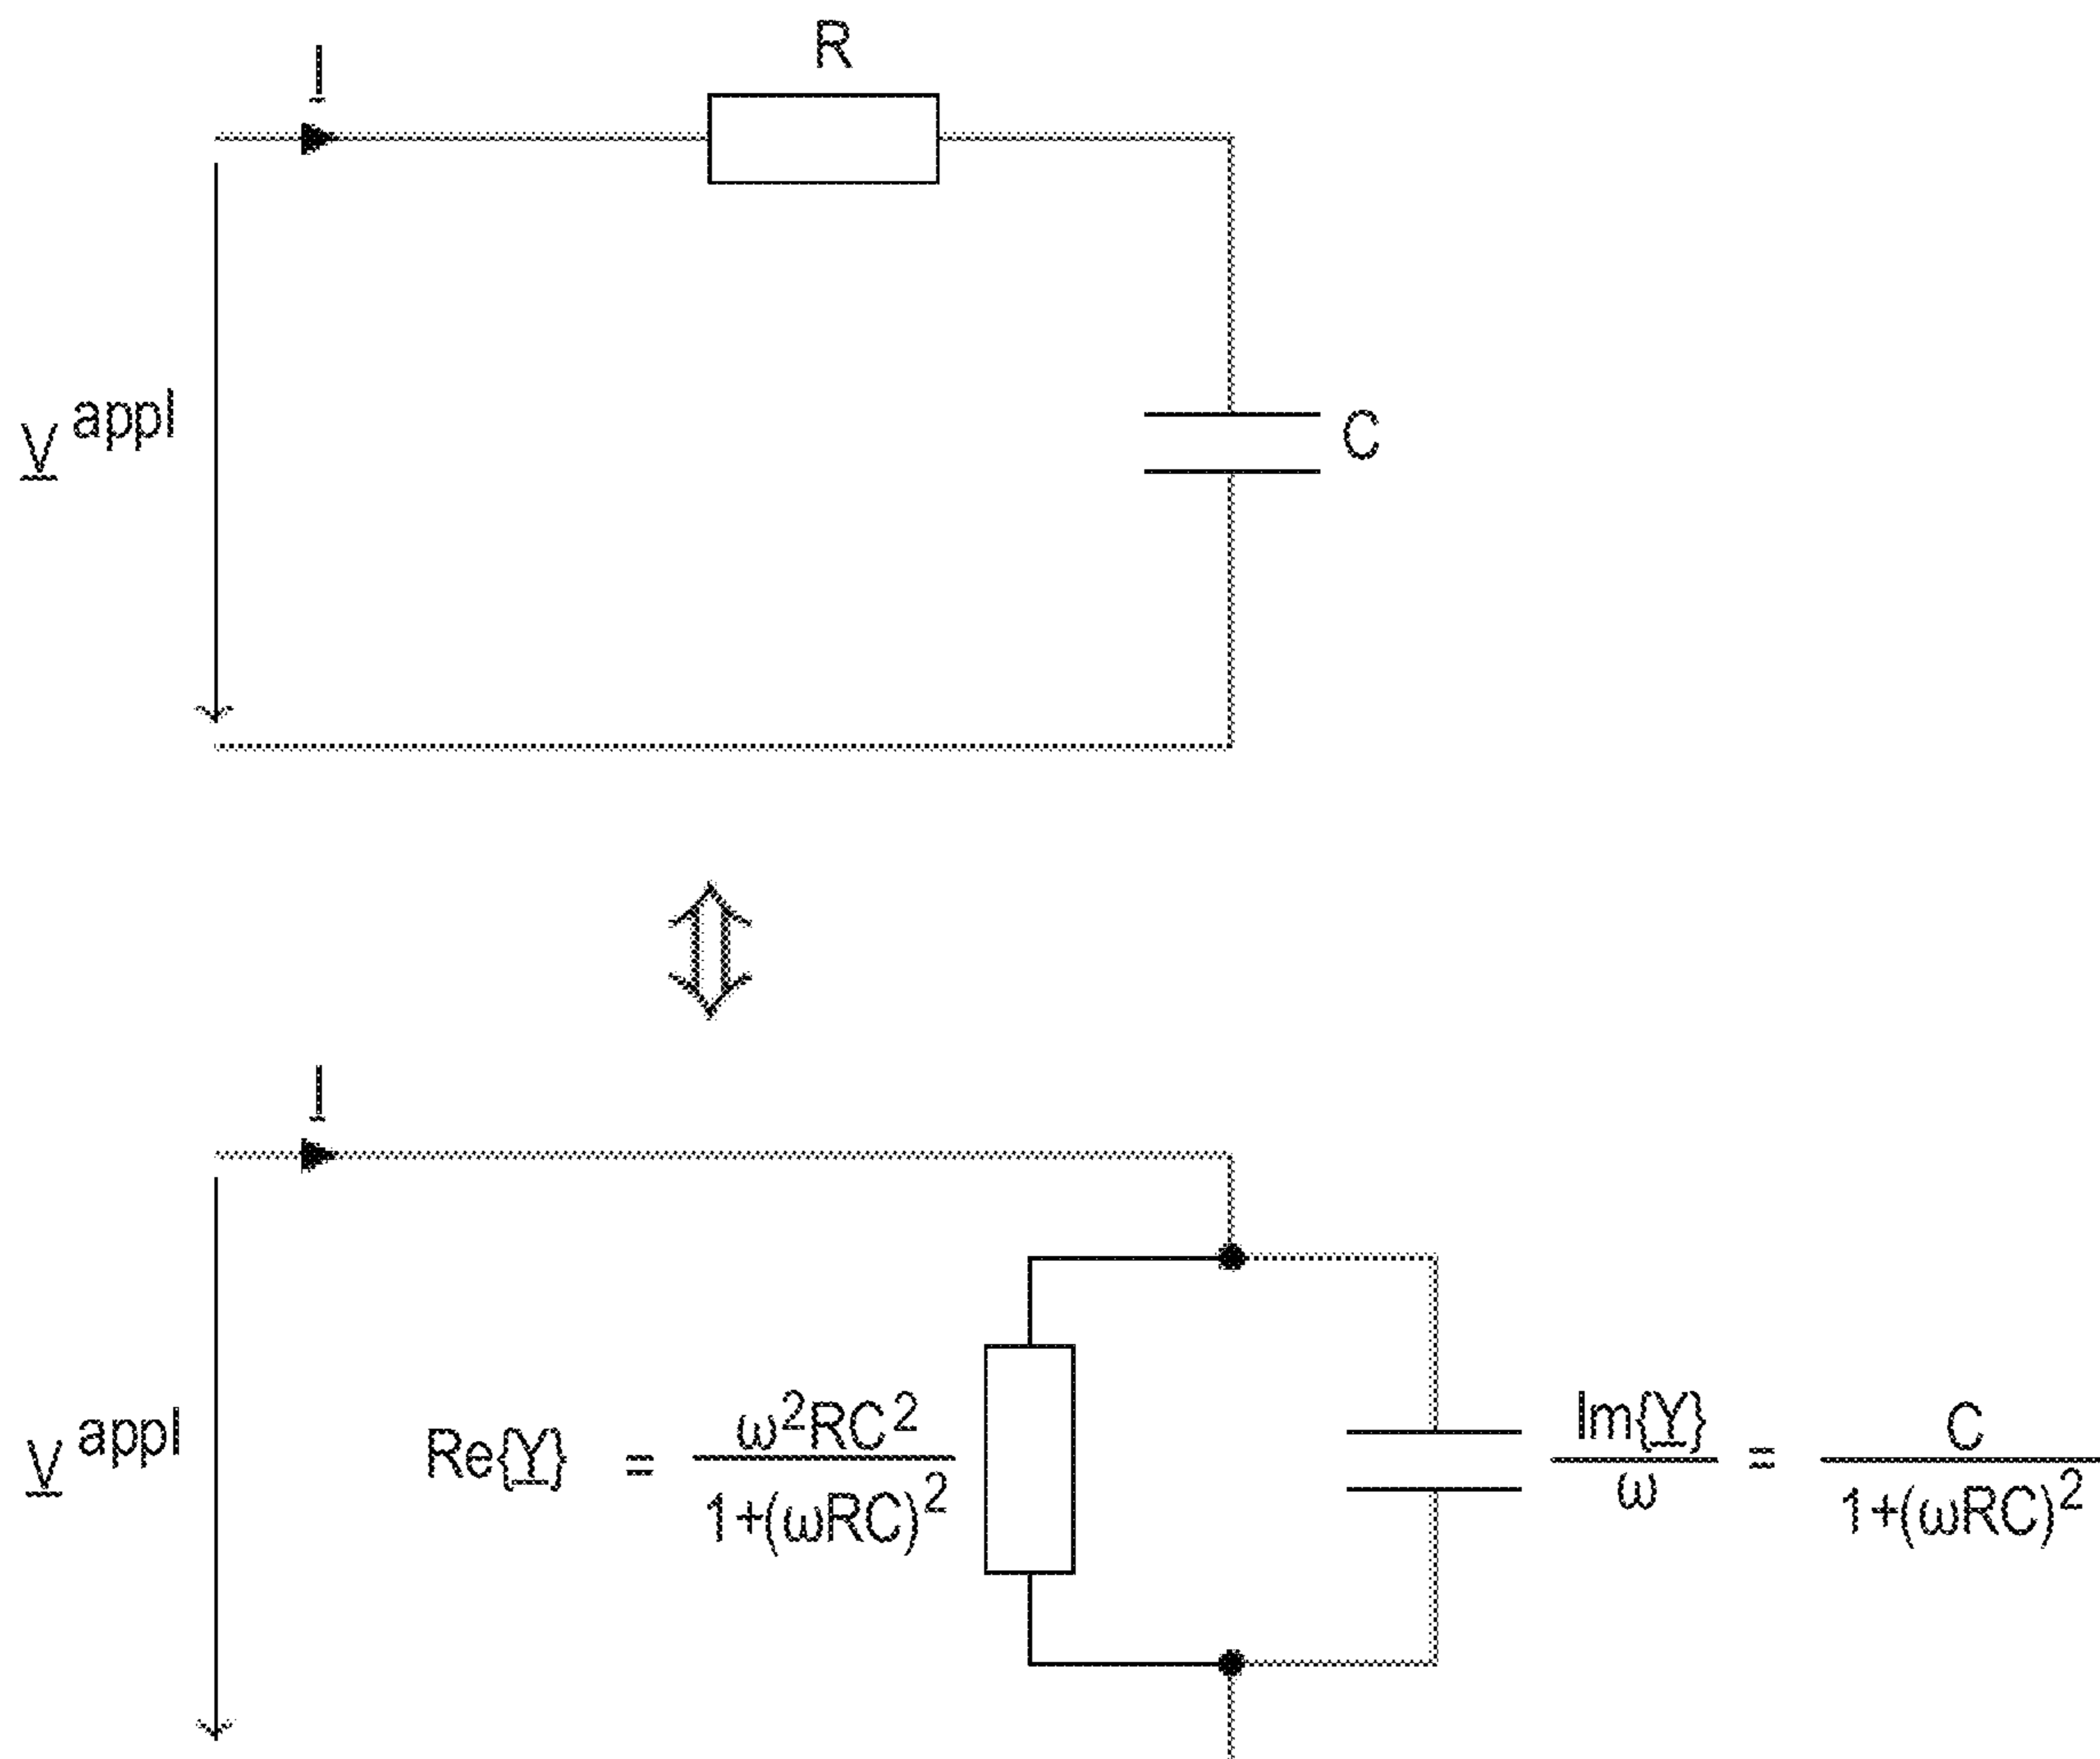 I
R
V appl
C
I
V appl
Re{Y} = ω²RC² / 1+(ωRC)²
Im{Y} / ω = C / 1+(ωRC)²